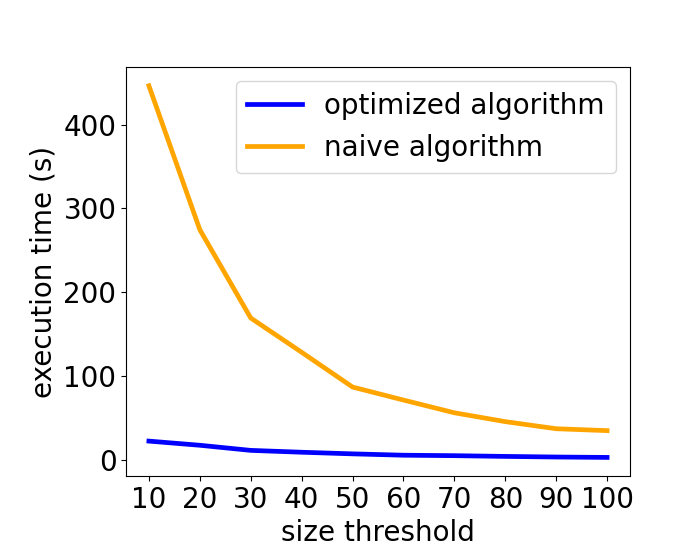 optimized algorithm
naive algorithm
execution time (s)
400
300
200
100
0
10 20 30 40 50 60 70 80 90 100
size threshold